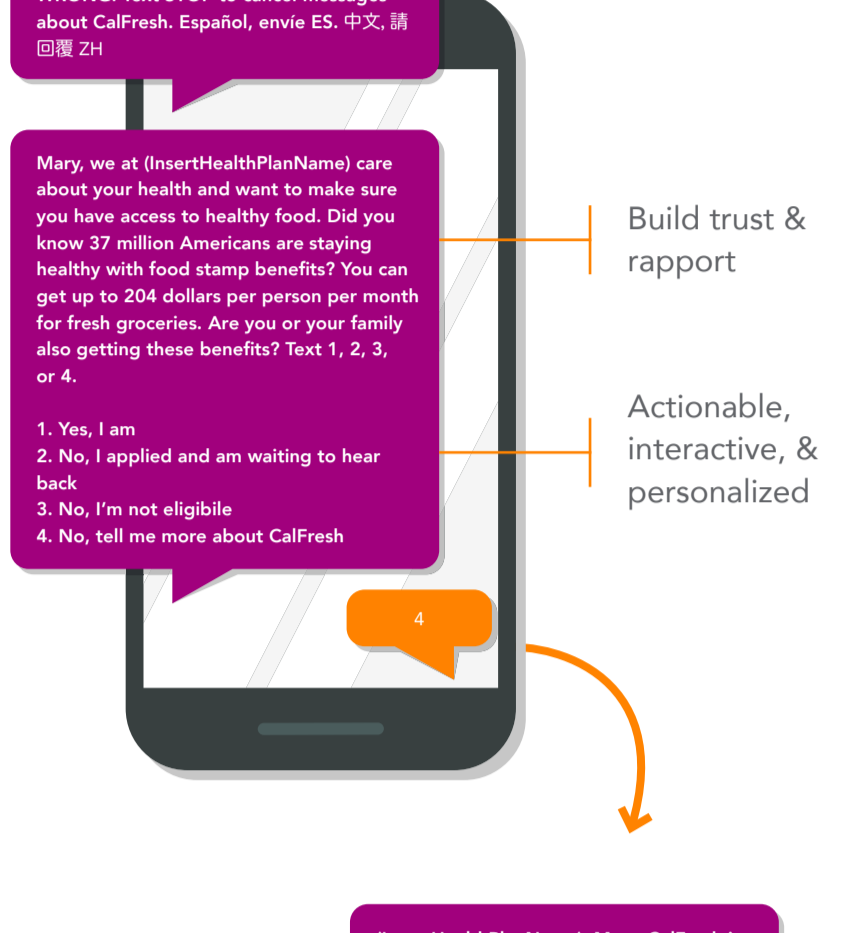 about CalFresh. Español, envíe ES. 中文, 請
回覆 ZH
Mary, we at (InsertHealthPlanName) care
about your health and want to make sure
you have access to healthy food. Did you
know 37 million Americans are staying
healthy with food stamp benefits? You can
get up to 204 dollars per person per month
for fresh groceries. Are you or your family
also getting these benefits? Text 1, 2, 3,
or 4.
1. Yes, I am
2. No, I applied and am waiting to hear
back
3. No, I’m not eligibile
4. No, tell me more about CalFresh
Build trust &
rapport
Actionable,
interactive, &
personalized
4